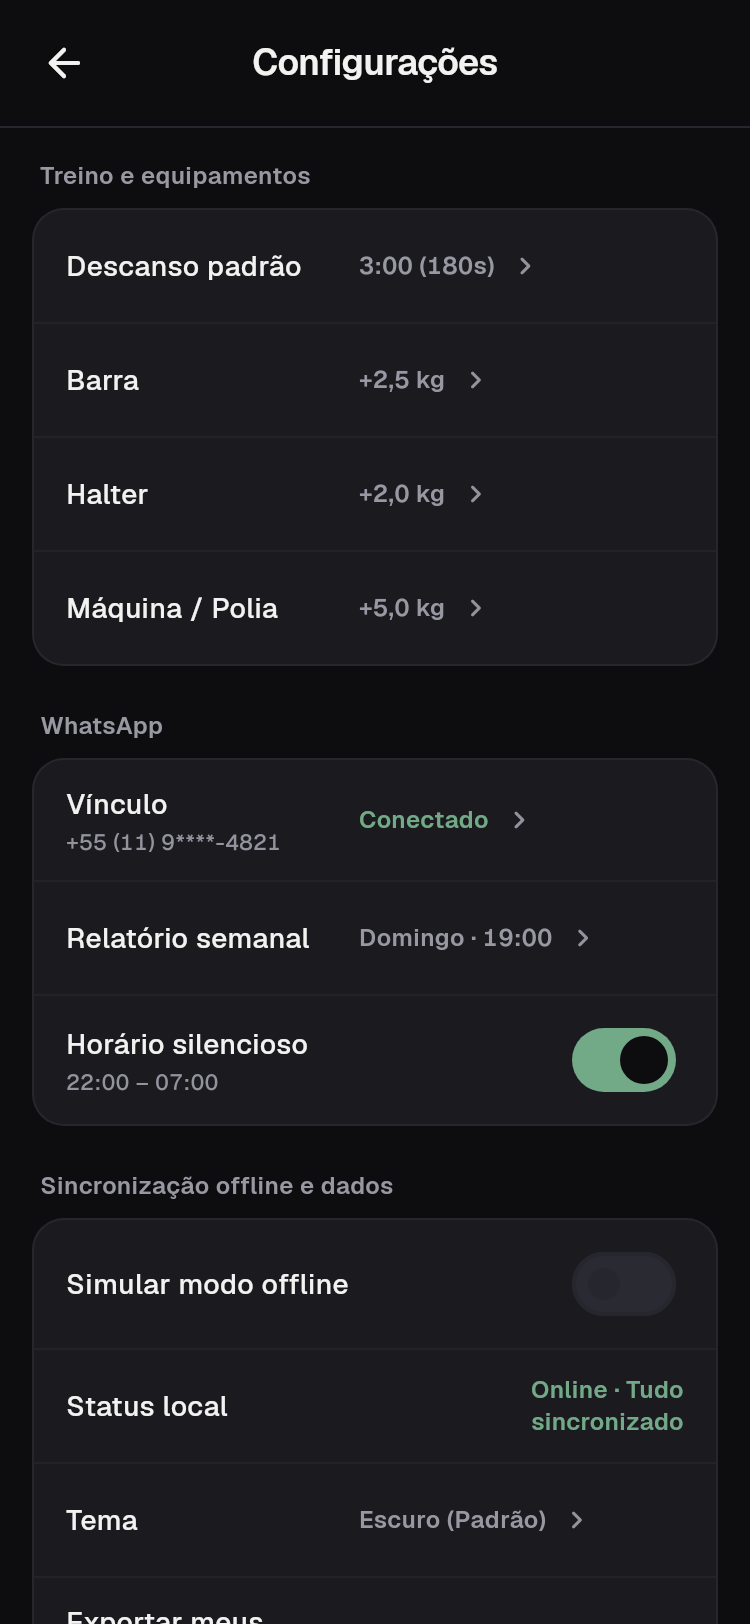 Configurações
Treino e equipamentos
Descanso padrão 3:00 (180s)
Barra +2,5 kg
Halter +2,0 kg
Máquina / Polia +5,0 kg
WhatsApp
Vínculo
+55 (11) 9****-4821
Conectado
Relatório semanal Domingo · 19:00
Horário silencioso
22:00 – 07:00
Sincronização offline e dados
Simular modo offline
Status local
Online · Tudo
sincronizado
Tema Escuro (Padrão)
Exportar meus